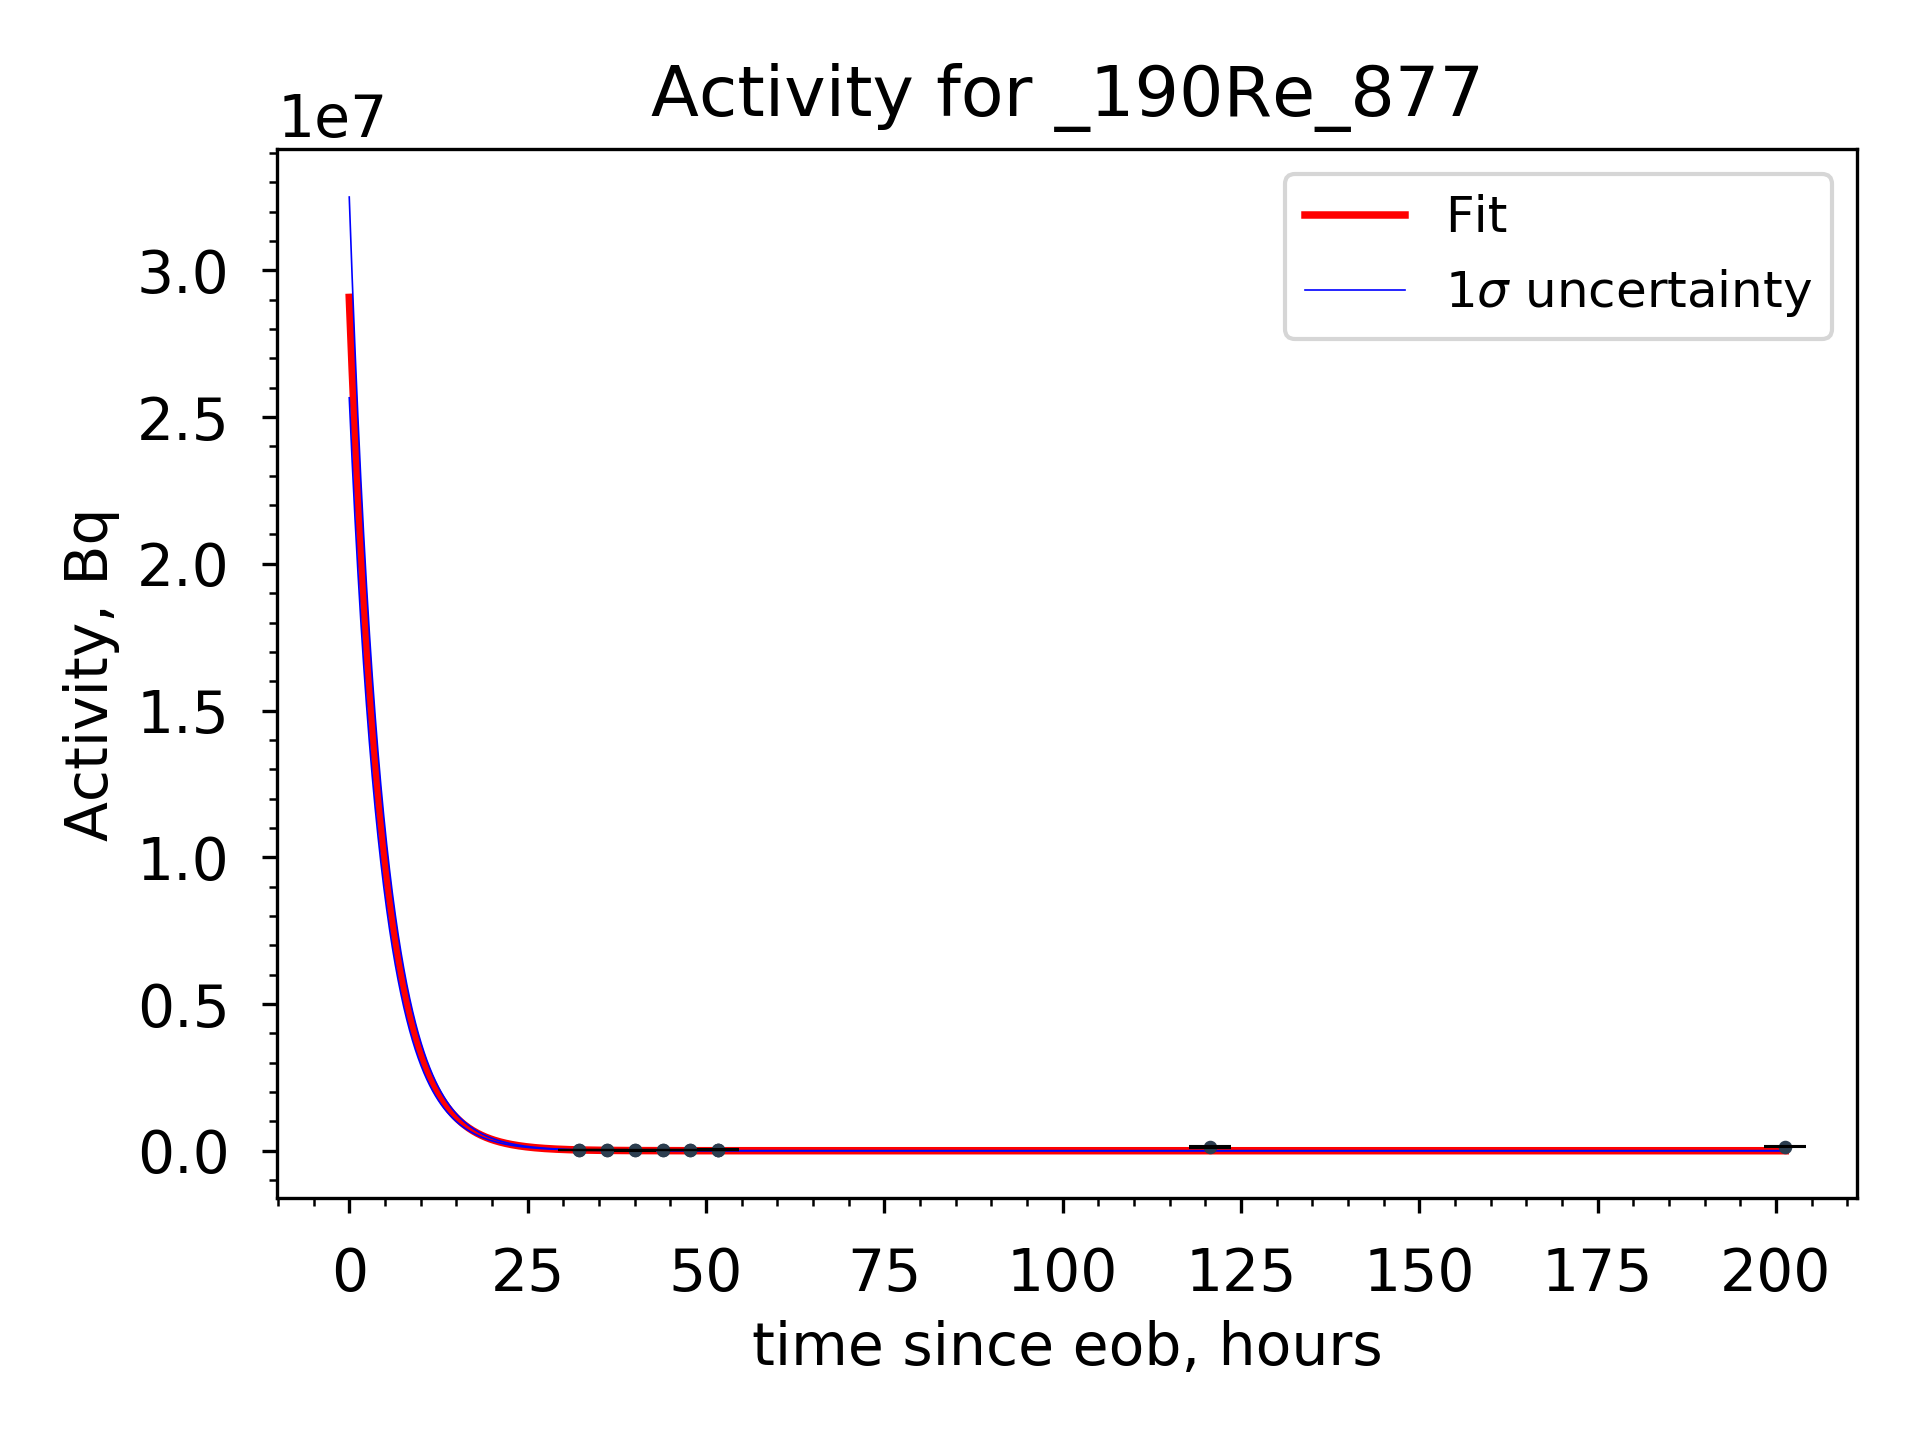 Activity for _190Re_877
1e7
Fit
1σ uncertainty
3.0
2.5
2.0
1.5
1.0
0.5
0.0
Activity, Bq
0 25 50 75 100 125 150 175 200
time since eob, hours